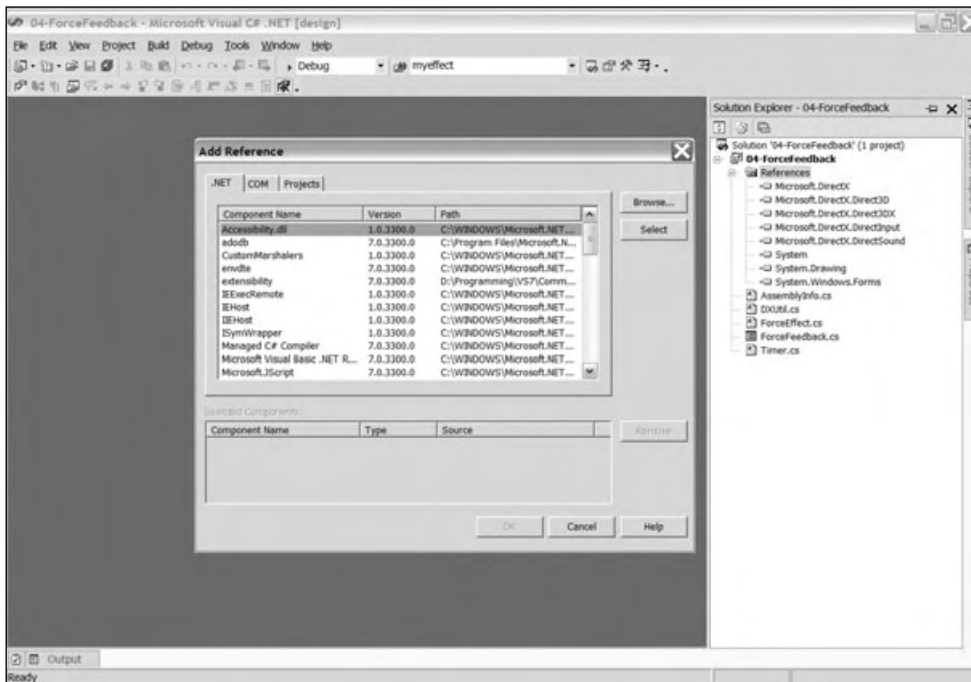 04-ForceFeedback - Microsoft Visual C# .NET [design]
File Edit View Project Build Debug Tools Window Help
Debug myeffect
Solution Explorer - 04-ForceFeedback
Solution '04-ForceFeedback' (1 project)
04-ForceFeedback
References
Microsoft.DirectX
Microsoft.DirectX.Direct3D
Microsoft.DirectX.Direct3DX
Microsoft.DirectX.DirectInput
Microsoft.DirectX.DirectSound
System
System.Drawing
System.Windows.Forms
AssemblyInfo.cs
DXUtil.cs
ForceEffect.cs
ForceFeedback.cs
Timer.cs
Add Reference
.NET COM Projects
Browse...
Select
Component Name Version Path
Accessibility.dll 1.0.3300.0 C:\WINDOWS\Microsoft.NET...
adodb 7.0.3300.0 C:\Program Files\Microsoft.N...
CustomMarshalers 1.0.3300.0 C:\WINDOWS\Microsoft.NET...
envdte 7.0.3300.0 C:\WINDOWS\Microsoft.NET...
extensibility 7.0.3300.0 D:\Programming\VS7\Comm...
IEExecRemote 1.0.3300.0 C:\WINDOWS\Microsoft.NET...
IEHost 1.0.3300.0 C:\WINDOWS\Microsoft.NET...
IIEHost 1.0.3300.0 C:\WINDOWS\Microsoft.NET...
ISymWrapper 1.0.3300.0 C:\WINDOWS\Microsoft.NET...
Managed C# Compiler 7.0.3300.0 C:\WINDOWS\Microsoft.NET...
Microsoft Visual Basic .NET R... 7.0.3300.0 C:\WINDOWS\Microsoft.NET...
Microsoft.JScript 7.0.3300.0 C:\WINDOWS\Microsoft.NET...
Selected Components:
Component Name Type Source
Remove
OK Cancel Help
Output
Ready